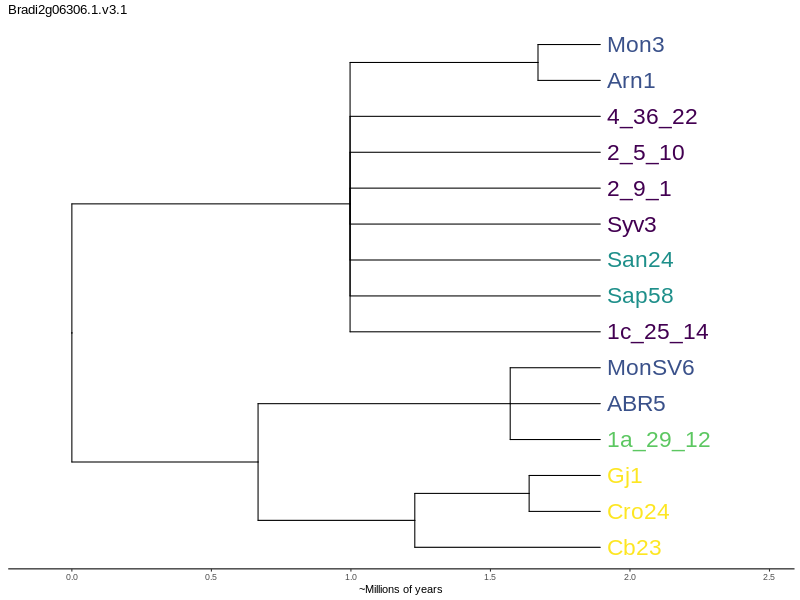 Bradi2g06306.1.v3.1
Mon3
Arn1
4_36_22
2_5_10
2_9_1
Syv3
San24
Sap58
1c_25_14
MonSV6
ABR5
1a_29_12
Gj1
Cro24
Cb23
0.0 0.5 1.0 1.5 2.0 2.5
~Millions of years